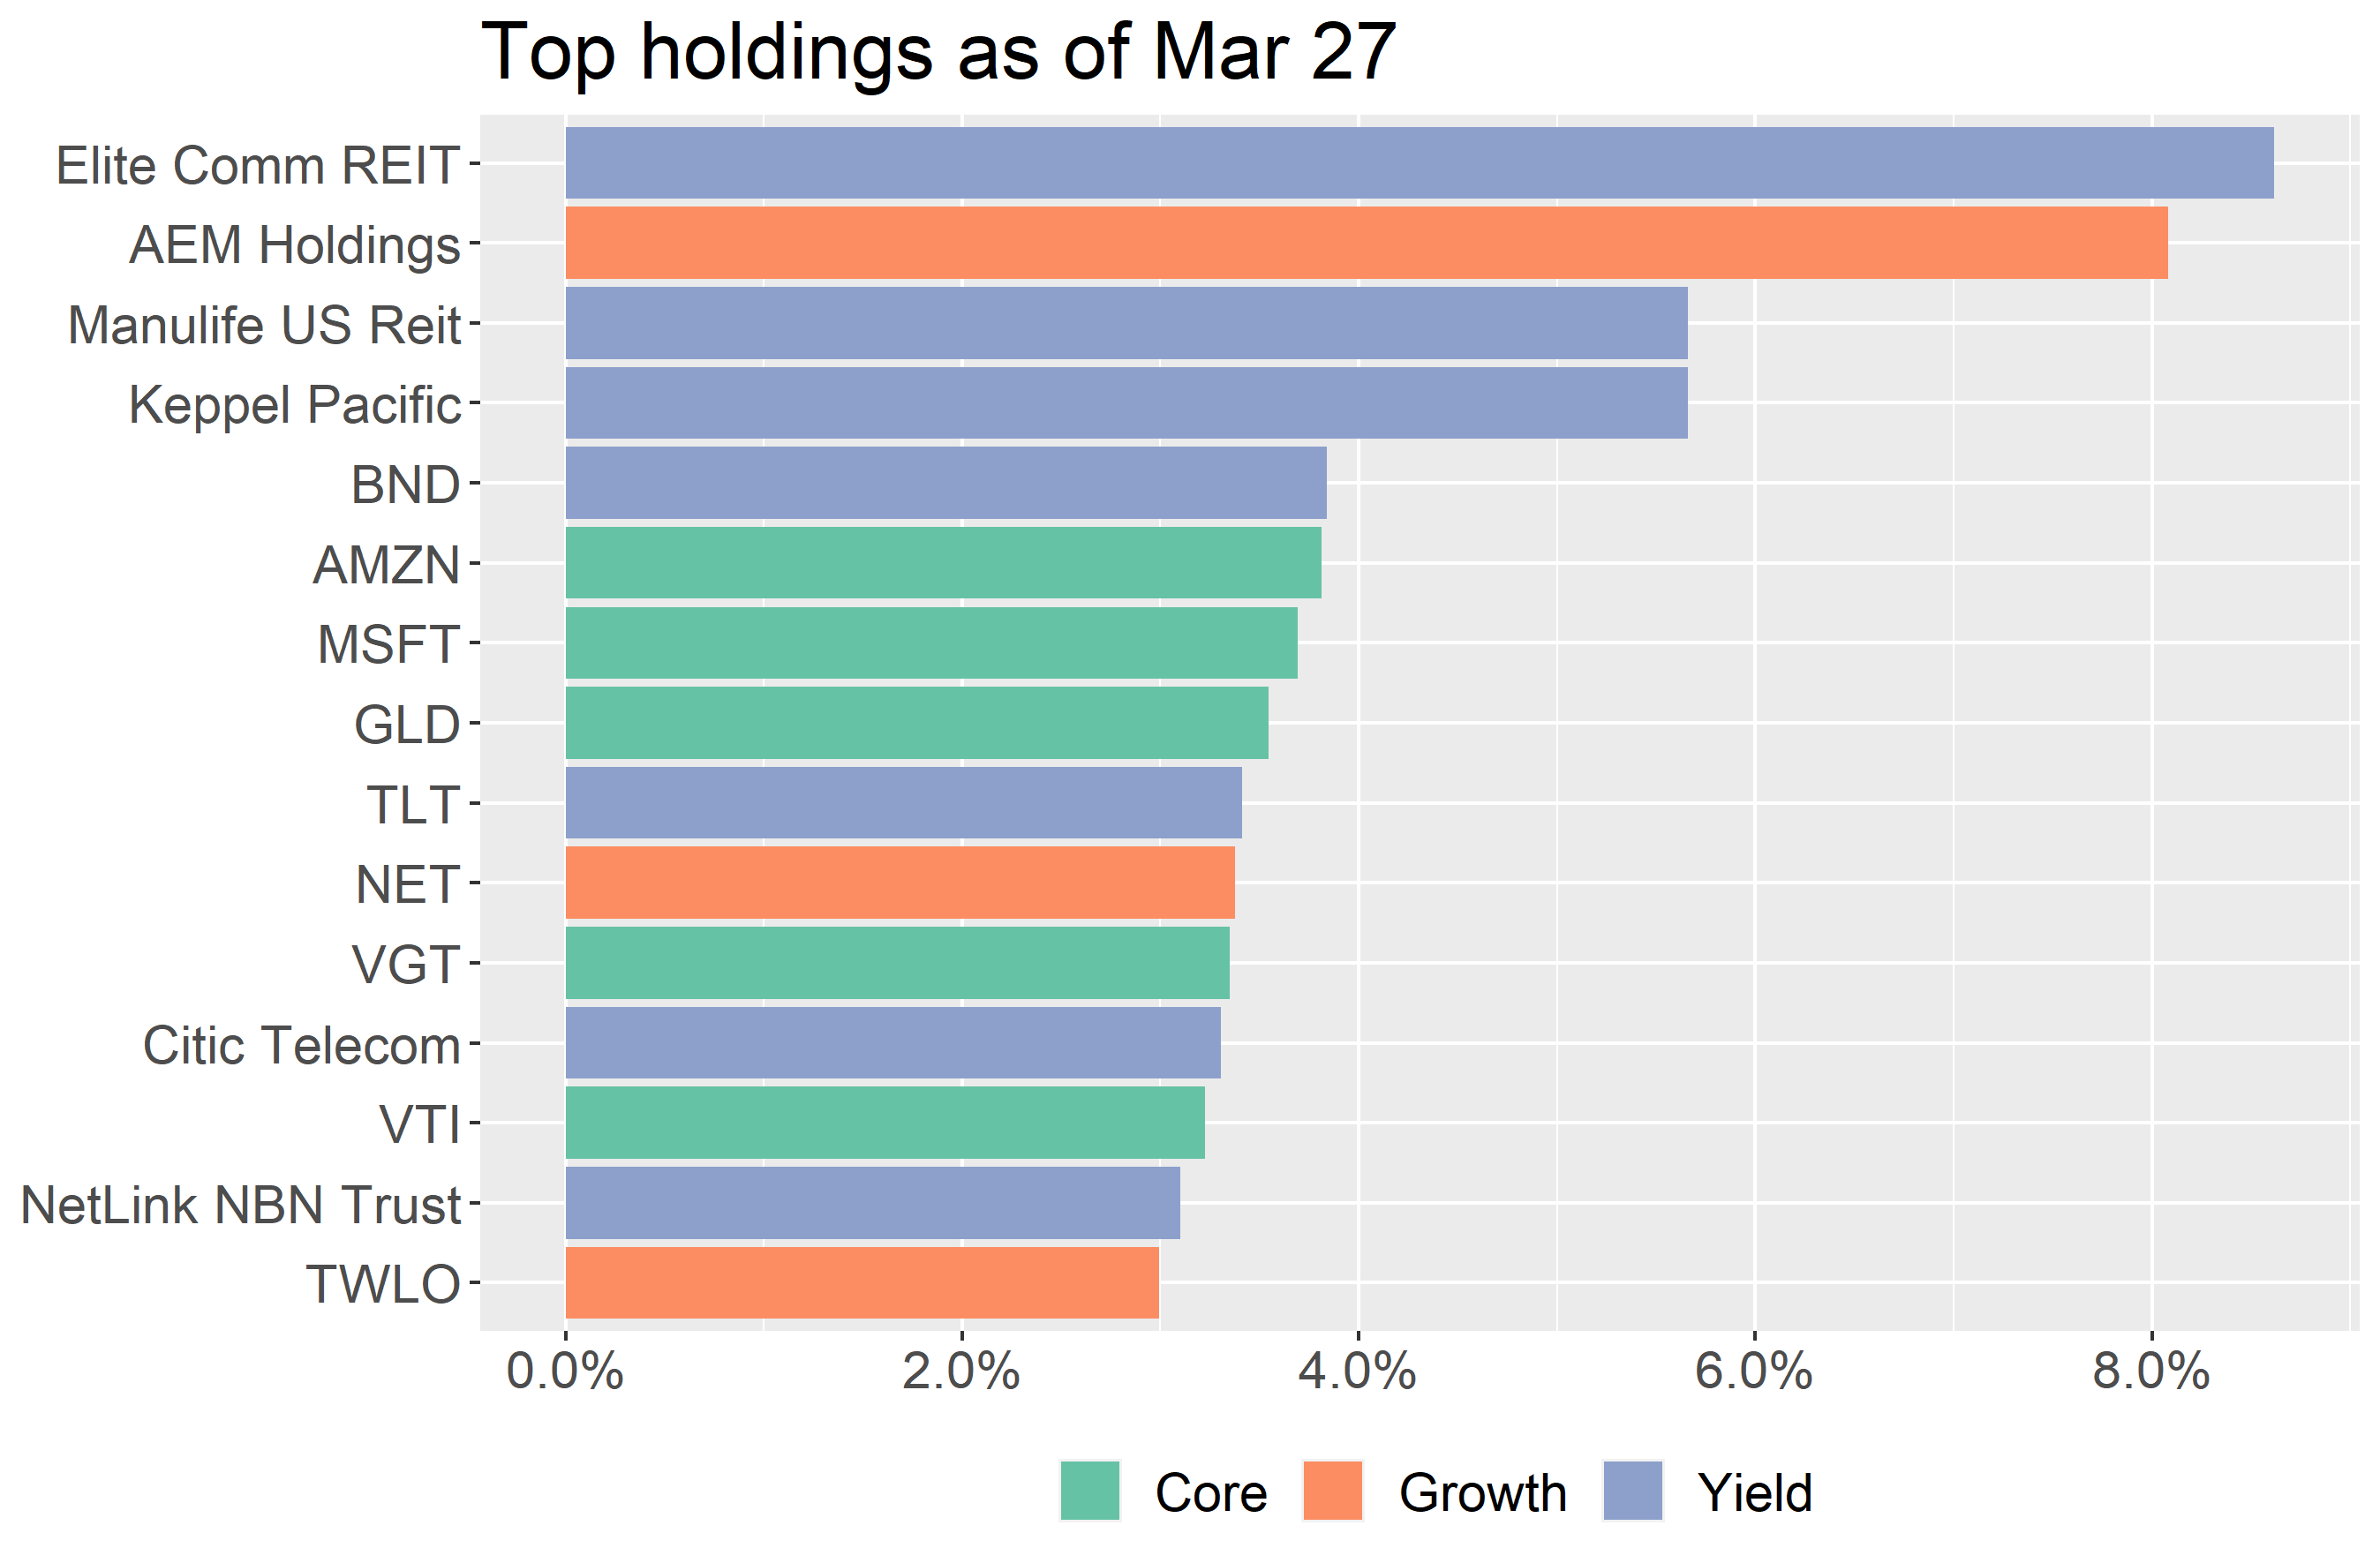 Top holdings as of Mar 27
Elite Comm REIT
AEM Holdings
Manulife US Reit
Keppel Pacific
BND
AMZN
MSFT
GLD
TLT
NET
VGT
Citic Telecom
VTI
NetLink NBN Trust
TWLO
0.0% 2.0% 4.0% 6.0% 8.0%
Core Growth Yield